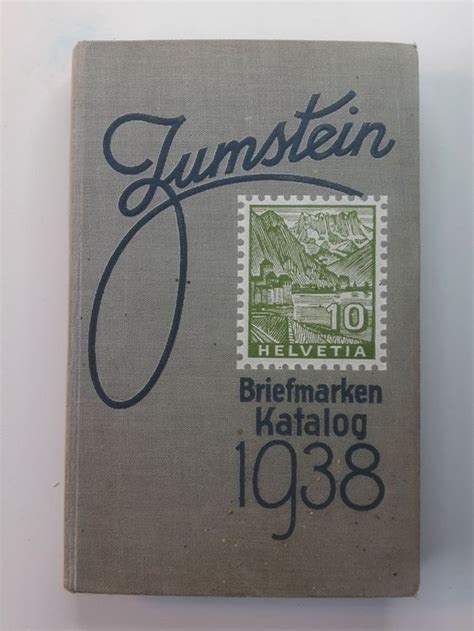 Zumstein
10
HELVETIA
Briefmarken
Katalog
1938